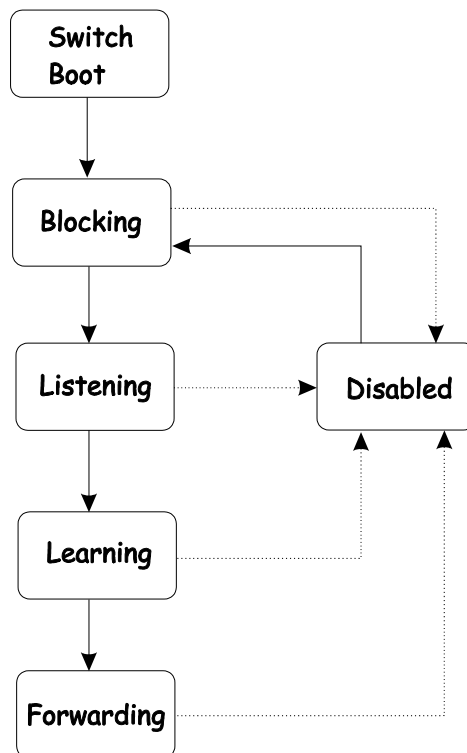 Switch
Boot
Blocking
Listening
Disabled
Learning
Forwarding